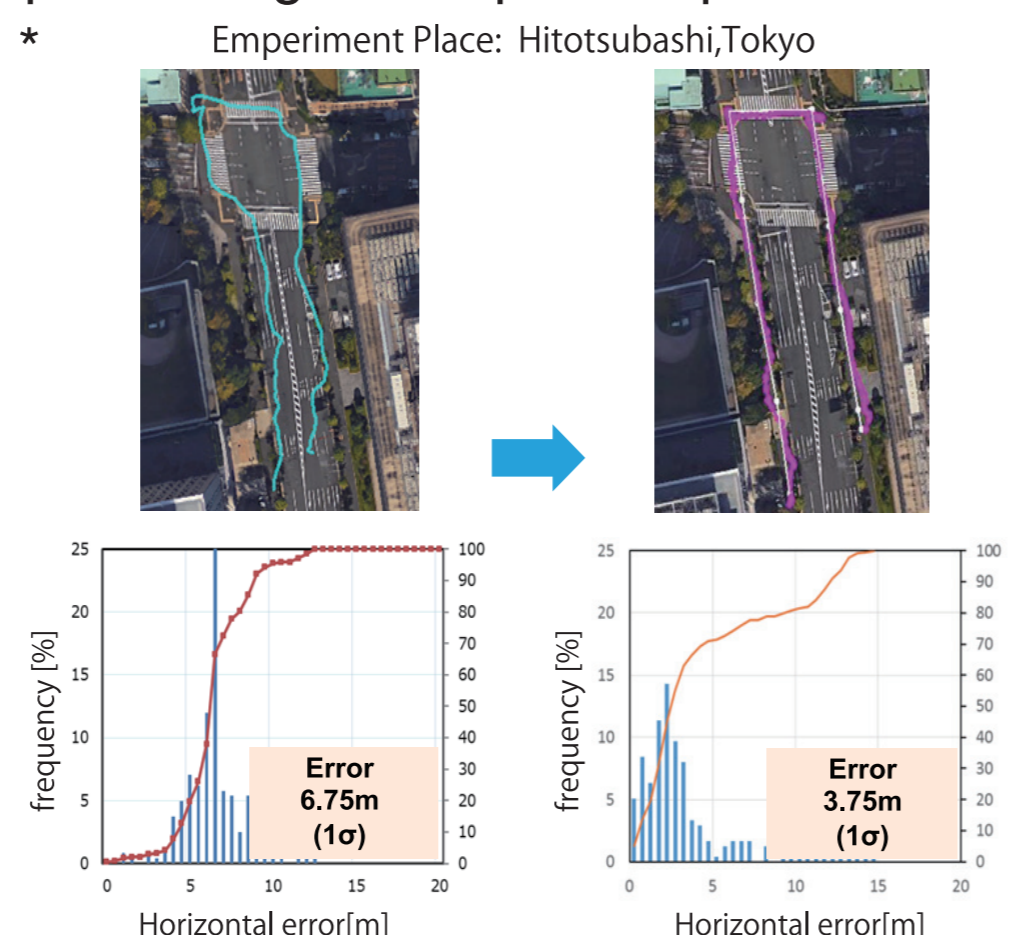 * Emperiment Place: Hitotsubashi,Tokyo
25
20
15
10
5
0
frequency [%]
100
90
80
70
60
50
40
30
20
10
0
Error
6.75m
(1σ)
0 5 10 15 20
Horizontal error[m]
25
20
15
10
5
0
frequency [%]
100
90
80
70
60
50
40
30
20
10
0
Error
3.75m
(1σ)
0 5 10 15 20
Horizontal error[m]